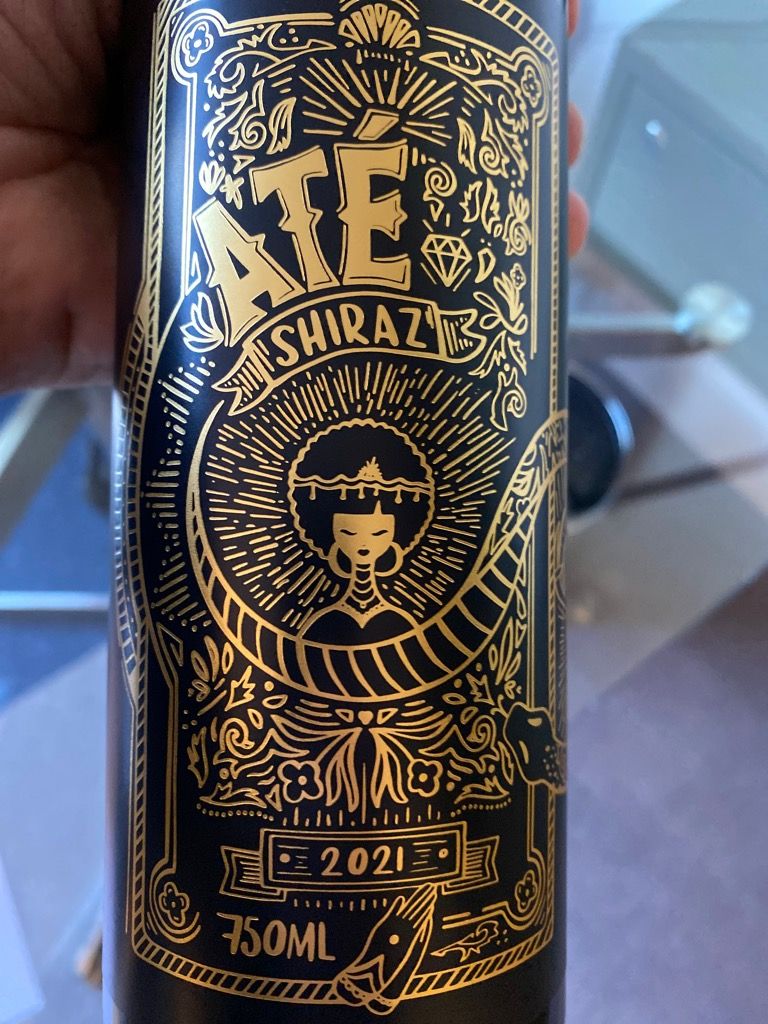 ATÉ
SHIRAZ
2021
750ML